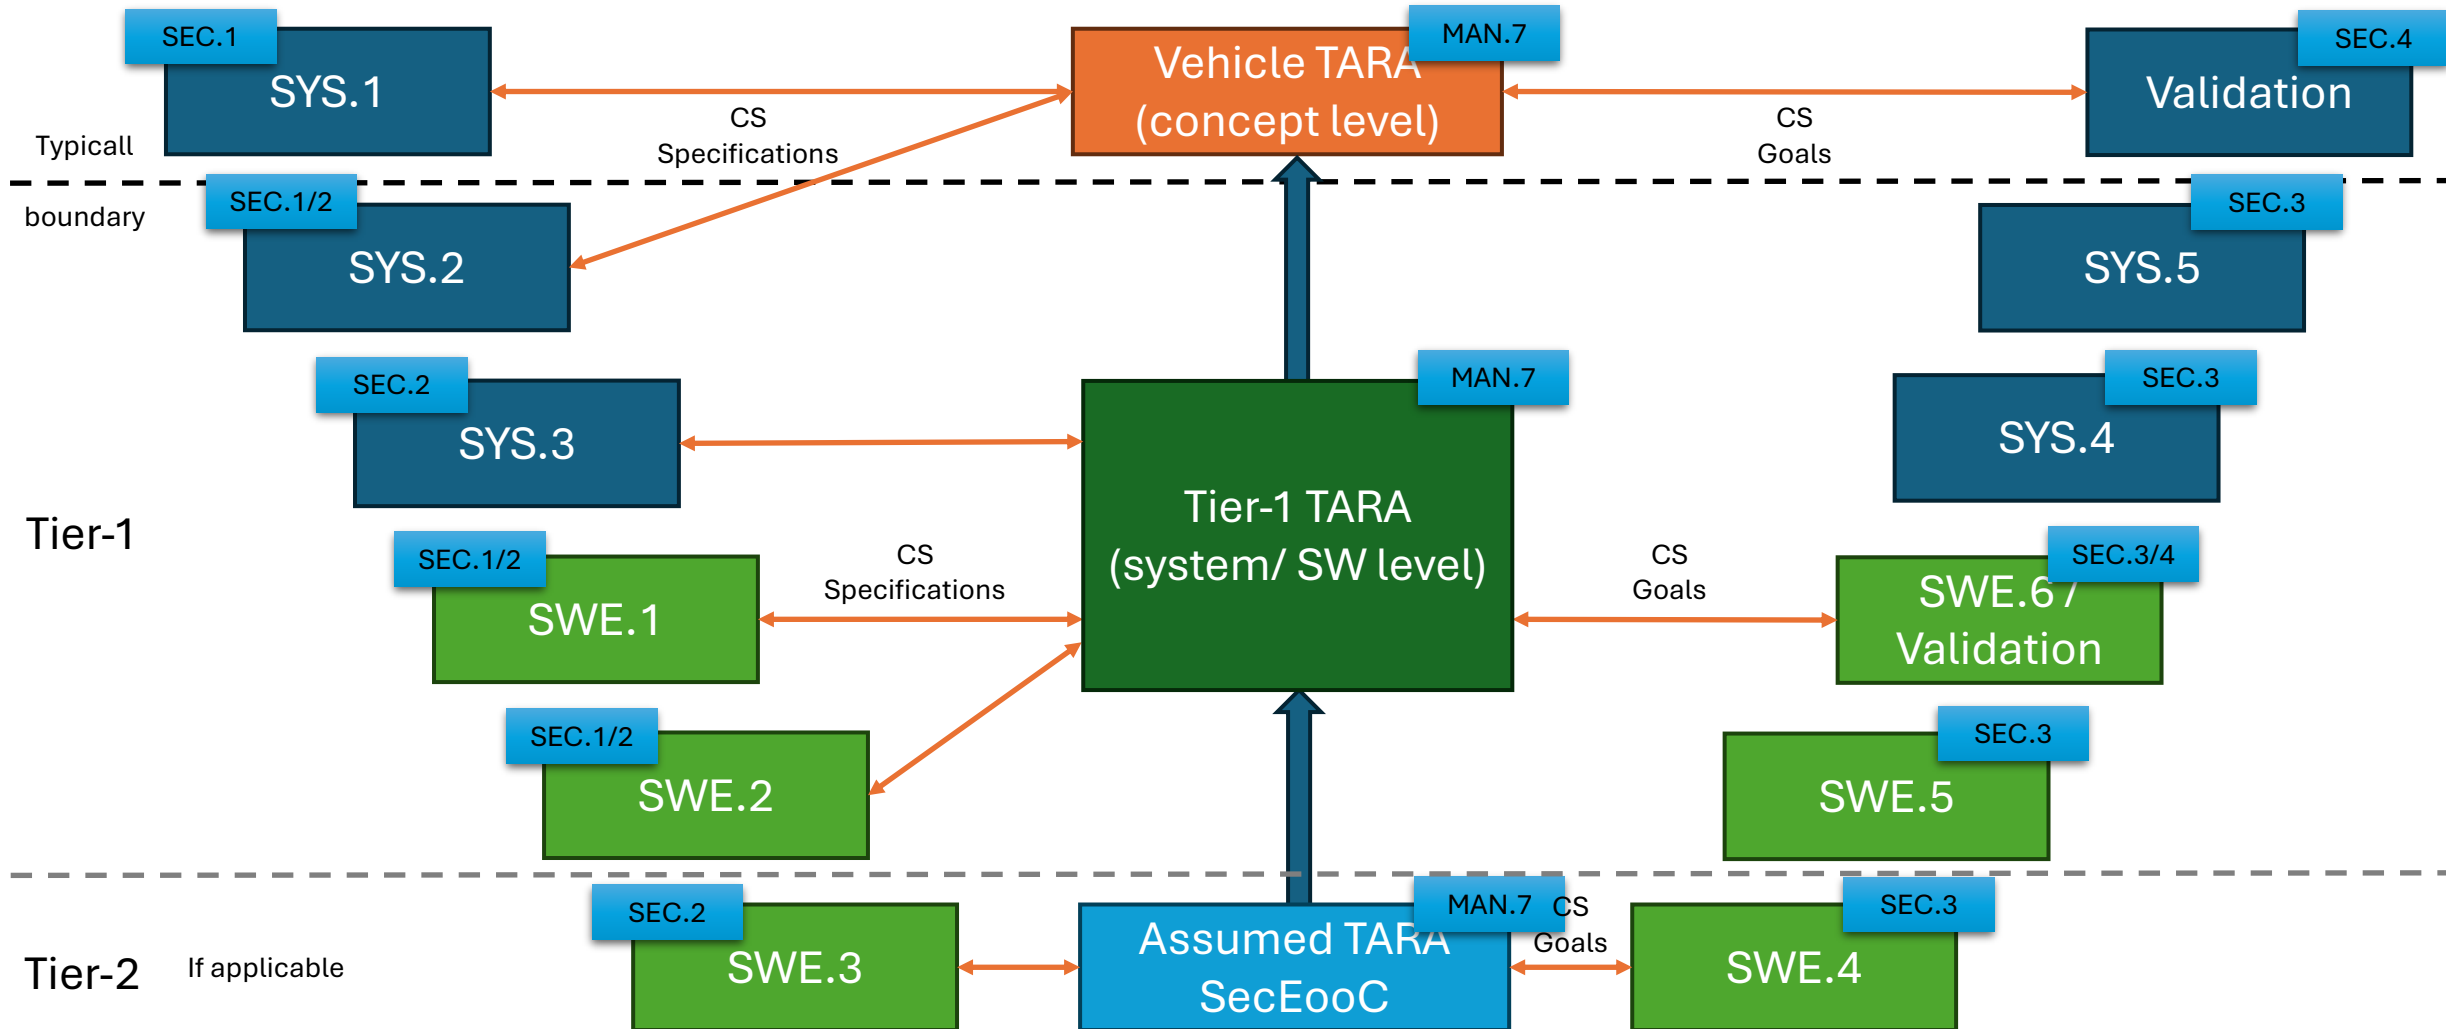 SEC.1
SYS.1
Vehicle TARA
(concept level)
MAN.7
SEC.4
Validation
CS
Specifications
CS
Goals
Typicall
boundary
SEC.1/2
SYS.2
SEC.3
SYS.5
SEC.2
SYS.3
MAN.7
SEC.3
SYS.4
Tier-1
Tier-1 TARA
(system/ SW level)
SEC.1/2
SWE.1
CS
Specifications
CS
Goals
SEC.3/4
SWE.6 /
Validation
SEC.1/2
SWE.2
SEC.3
SWE.5
Tier-2
If applicable
SEC.2
SWE.3
Assumed TARA
SecEooC
MAN.7
CS
Goals
SEC.3
SWE.4